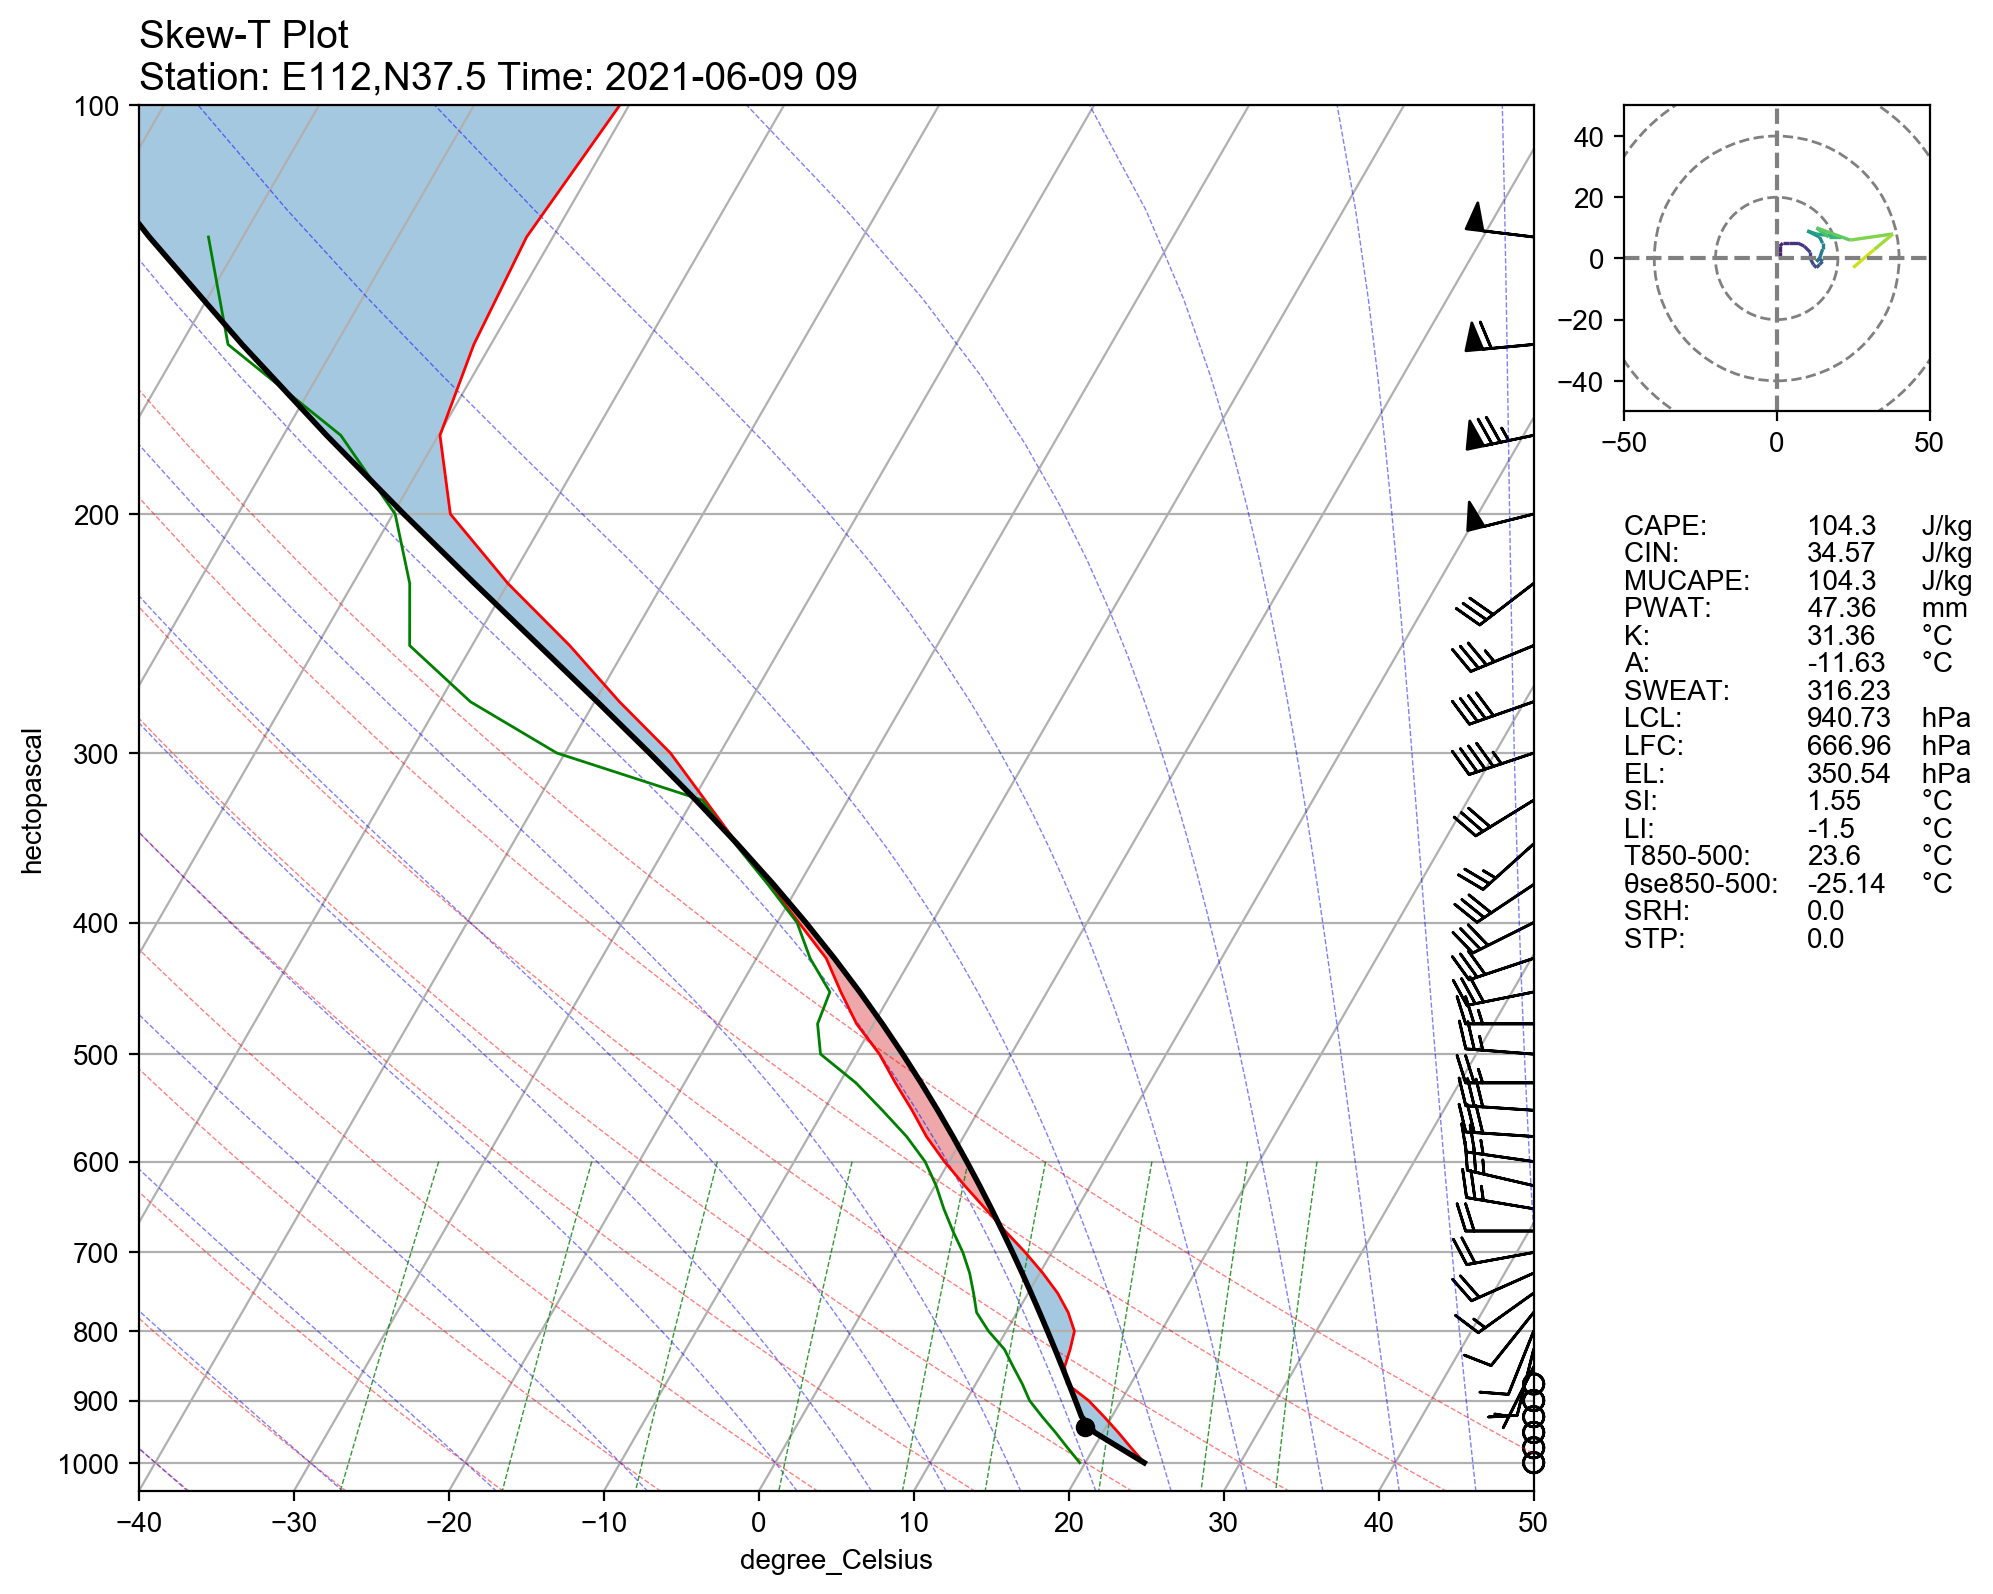 Skew-T Plot
Station: E112,N37.5 Time: 2021-06-09 09
100
200
300
400
500
600
700
800
900
1000
hectopascal
−40 −30 −20 −10 0 10 20 30 40 50
degree_Celsius
40
20
0
−20
−40
−50 0 50
CAPE: 104.3 J/kg
CIN: 34.57 J/kg
MUCAPE: 104.3 J/kg
PWAT: 47.36 mm
K: 31.36 °C
A: -11.63 °C
SWEAT: 316.23
LCL: 940.73 hPa
LFC: 666.96 hPa
EL: 350.54 hPa
SI: 1.55 °C
LI: -1.5 °C
T850-500: 23.6 °C
θse850-500: -25.14 °C
SRH: 0.0
STP: 0.0